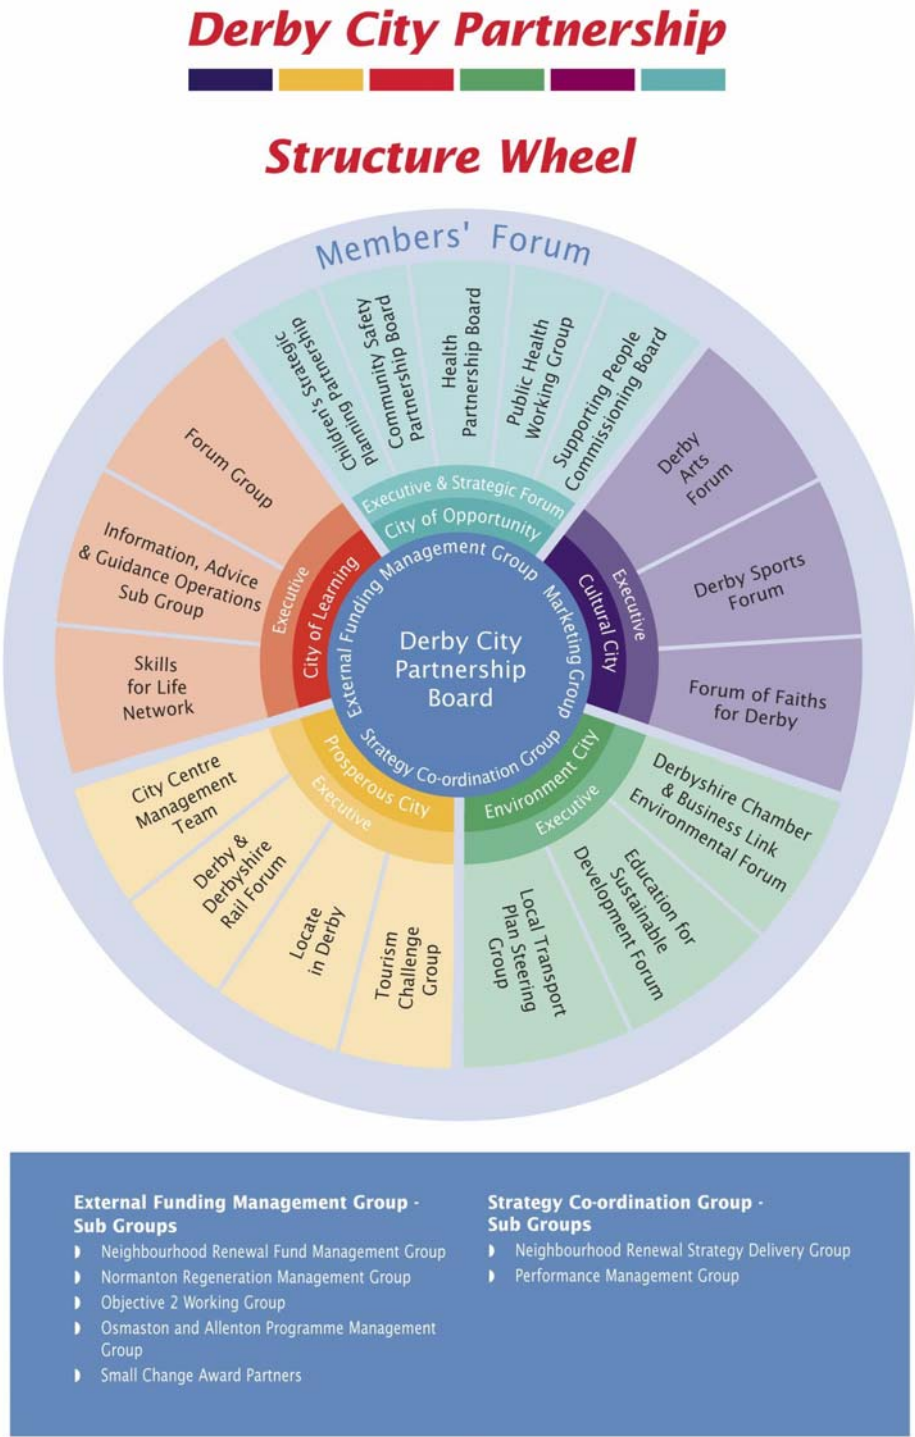 Derby City Partnership
Structure Wheel
Members' Forum
Children's Strategic
Planning Partnership
Community Safety
Partnership Board
Health
Partnership Board
Public Health
Working Group
Supporting People
Commissioning Board
Executive & Strategic Forum
City of Opportunity
Derby
Arts
Forum
Derby Sports
Forum
Forum of Faiths
for Derby
Executive
Cultural City
Derbyshire Chamber
& Business Link
Environmental Forum
Education for
Sustainable
Development Forum
Local Transport
Plan Steering
Group
Environment City
Executive
Tourism
Challenge
Group
Locate
in Derby
Derby &
Derbyshire
Rail Forum
City Centre
Management
Team
Prosperous City
Executive
Skills
for Life
Network
Information, Advice
& Guidance Operations
Sub Group
Forum Group
Executive
City of Learning
External Funding Management Group
Marketing Group
Strategy Co-ordination Group
Derby City
Partnership
Board
External Funding Management Group -
Sub Groups
Neighbourhood Renewal Fund Management Group
Normanton Regeneration Management Group
Objective 2 Working Group
Osmaston and Allenton Programme Management
Group
Small Change Award Partners
Strategy Co-ordination Group -
Sub Groups
Neighbourhood Renewal Strategy Delivery Group
Performance Management Group